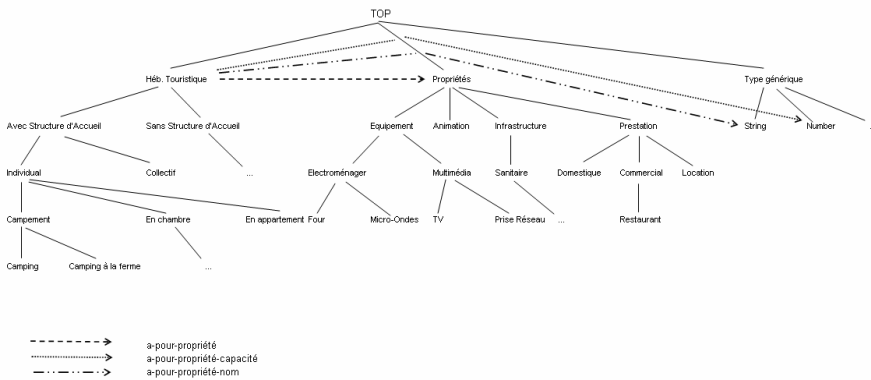 TOP
Héb. Touristique Propriétés Type générique
Avec Structure d'Accueil Sans Structure d'Accueil Equipement Animation Infrastructure Prestation String Number ...
Individual Collectif ... Electroménager Multimédia Sanitaire Domestique Commercial Location
Campement En chambre En appartement Four Micro-Ondes TV Prise Réseau ... Restaurant
Camping Camping à la ferme ...
a-pour-propriété
a-pour-propriété-capacité
a-pour-propriété-nom